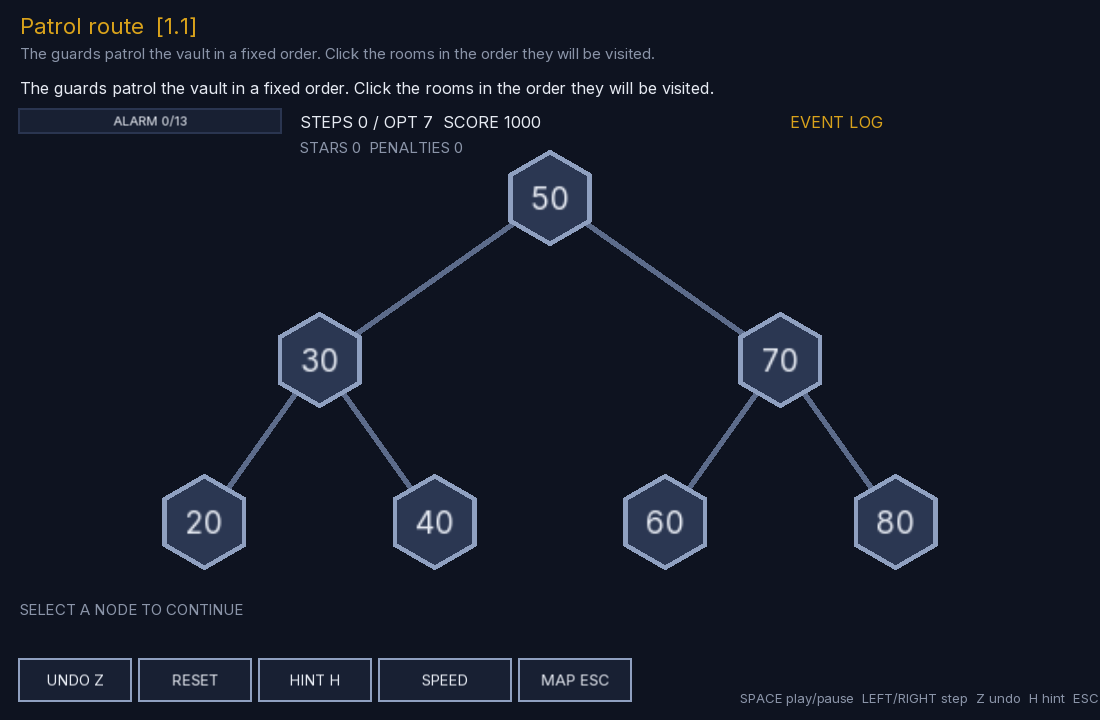 Patrol route [1.1]
The guards patrol the vault in a fixed order. Click the rooms in the order they will be visited.
The guards patrol the vault in a fixed order. Click the rooms in the order they will be visited.
ALARM 0/13
STEPS 0 / OPT 7 SCORE 1000
EVENT LOG
STARS 0 PENALTIES 0
50
30
70
20
40
60
80
SELECT A NODE TO CONTINUE
UNDO Z
RESET
HINT H
SPEED
MAP ESC
SPACE play/pause LEFT/RIGHT step Z undo H hint ESC